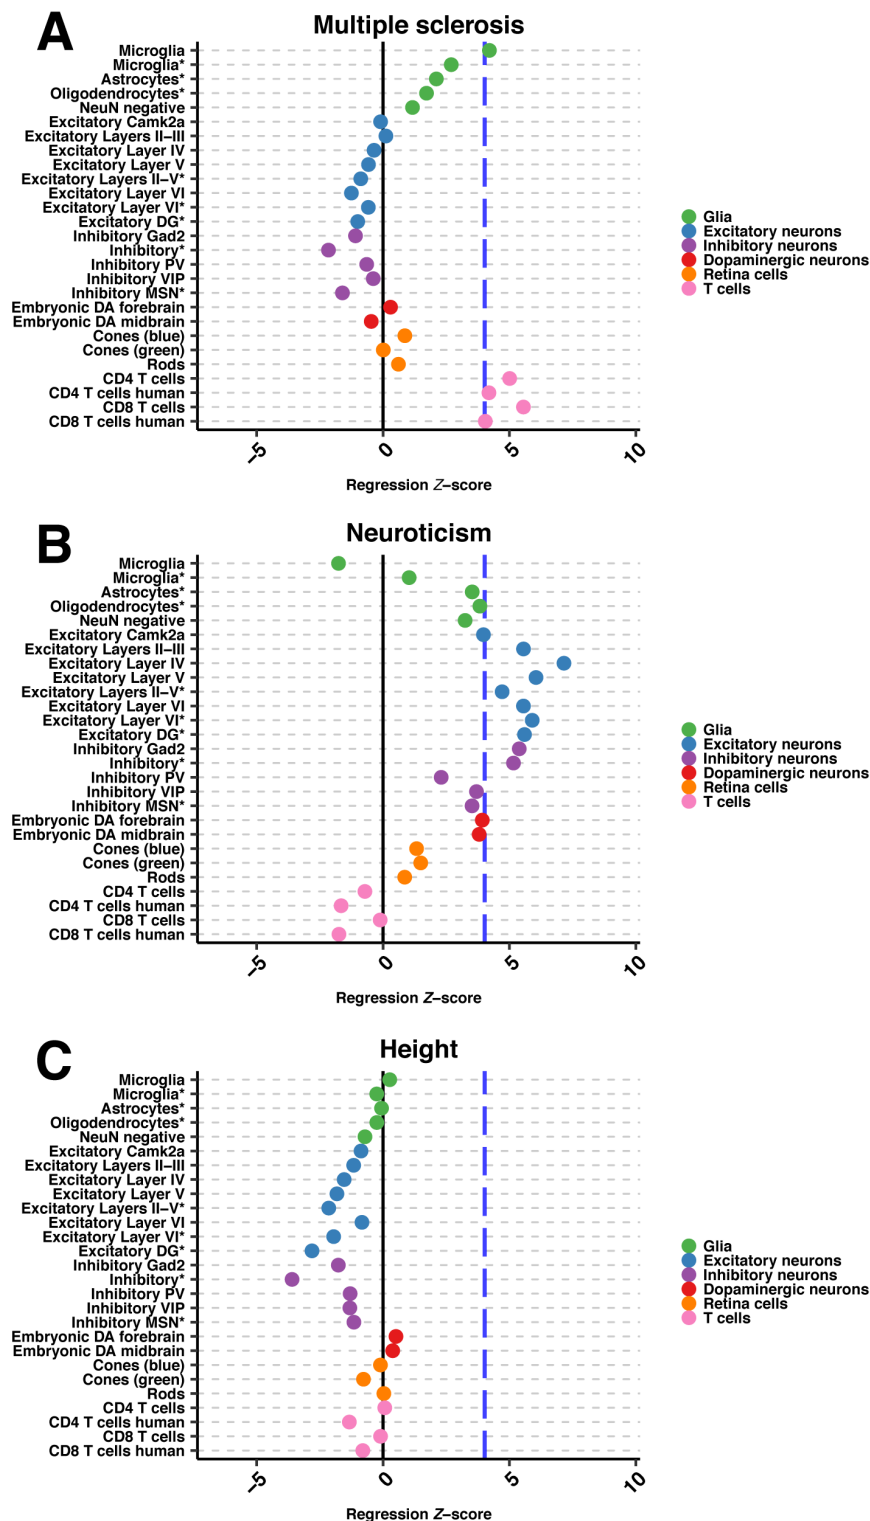 A
Multiple sclerosis
Microglia
Microglia*
Astrocytes*
Oligodendrocytes*
NeuN negative
Excitatory Camk2a
Excitatory Layers II–III
Excitatory Layer IV
Excitatory Layer V
Excitatory Layers II–V*
Excitatory Layer VI
Excitatory Layer VI*
Excitatory DG*
Inhibitory Gad2
Inhibitory*
Inhibitory PV
Inhibitory VIP
Inhibitory MSN*
Embryonic DA forebrain
Embryonic DA midbrain
Cones (blue)
Cones (green)
Rods
CD4 T cells
CD4 T cells human
CD8 T cells
CD8 T cells human
–5 0 5 10
Regression Z–score
Glia
Excitatory neurons
Inhibitory neurons
Dopaminergic neurons
Retina cells
T cells
B
Neuroticism
Microglia
Microglia*
Astrocytes*
Oligodendrocytes*
NeuN negative
Excitatory Camk2a
Excitatory Layers II–III
Excitatory Layer IV
Excitatory Layer V
Excitatory Layers II–V*
Excitatory Layer VI
Excitatory Layer VI*
Excitatory DG*
Inhibitory Gad2
Inhibitory*
Inhibitory PV
Inhibitory VIP
Inhibitory MSN*
Embryonic DA forebrain
Embryonic DA midbrain
Cones (blue)
Cones (green)
Rods
CD4 T cells
CD4 T cells human
CD8 T cells
CD8 T cells human
–5 0 5 10
Regression Z–score
Glia
Excitatory neurons
Inhibitory neurons
Dopaminergic neurons
Retina cells
T cells
C
Height
Microglia
Microglia*
Astrocytes*
Oligodendrocytes*
NeuN negative
Excitatory Camk2a
Excitatory Layers II–III
Excitatory Layer IV
Excitatory Layer V
Excitatory Layers II–V*
Excitatory Layer VI
Excitatory Layer VI*
Excitatory DG*
Inhibitory Gad2
Inhibitory*
Inhibitory PV
Inhibitory VIP
Inhibitory MSN*
Embryonic DA forebrain
Embryonic DA midbrain
Cones (blue)
Cones (green)
Rods
CD4 T cells
CD4 T cells human
CD8 T cells
CD8 T cells human
–5 0 5 10
Regression Z–score
Glia
Excitatory neurons
Inhibitory neurons
Dopaminergic neurons
Retina cells
T cells